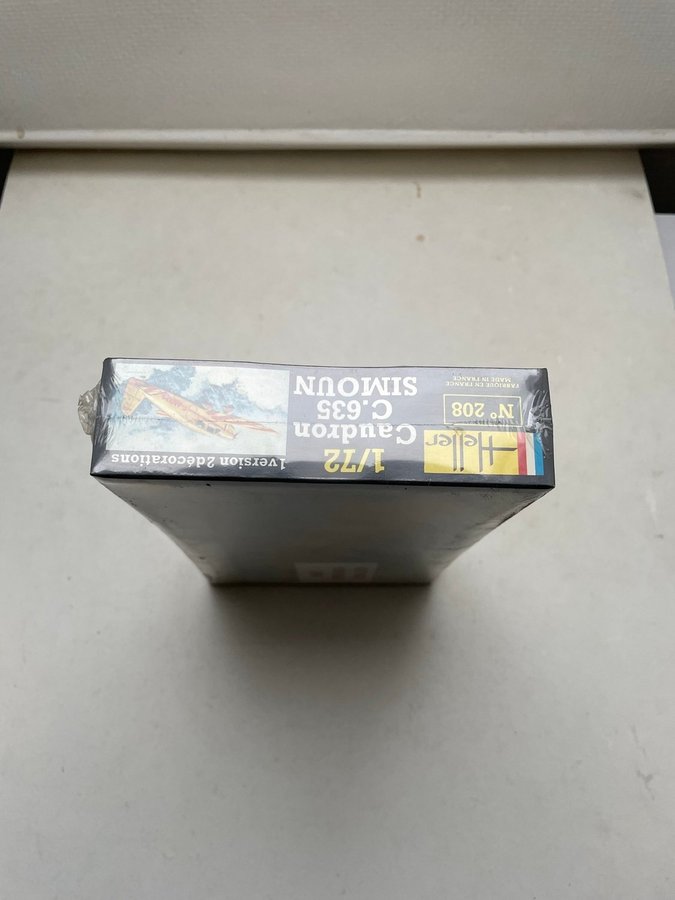 Heller
1/72
Caudron
C.635
SIMOUN
1 version 2 décorations
N° 208
FABRIQUÉ EN FRANCE
MADE IN FRANCE